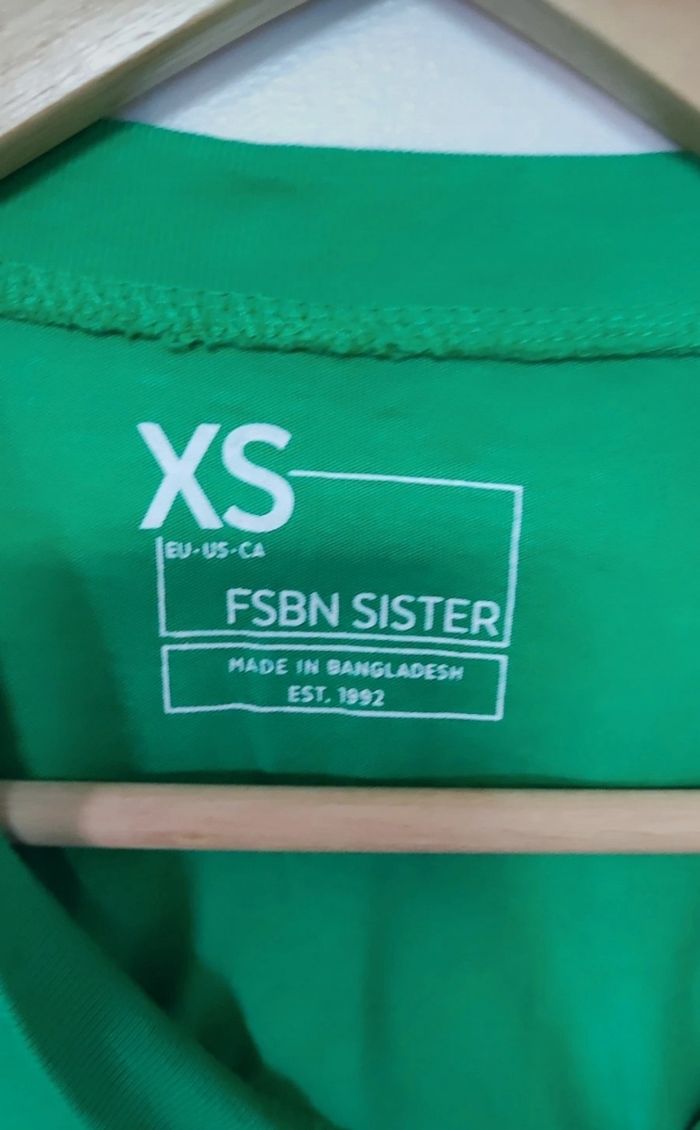 XS
EU-US-CA
FSBN SISTER
MADE IN BANGLADESH
EST. 1992